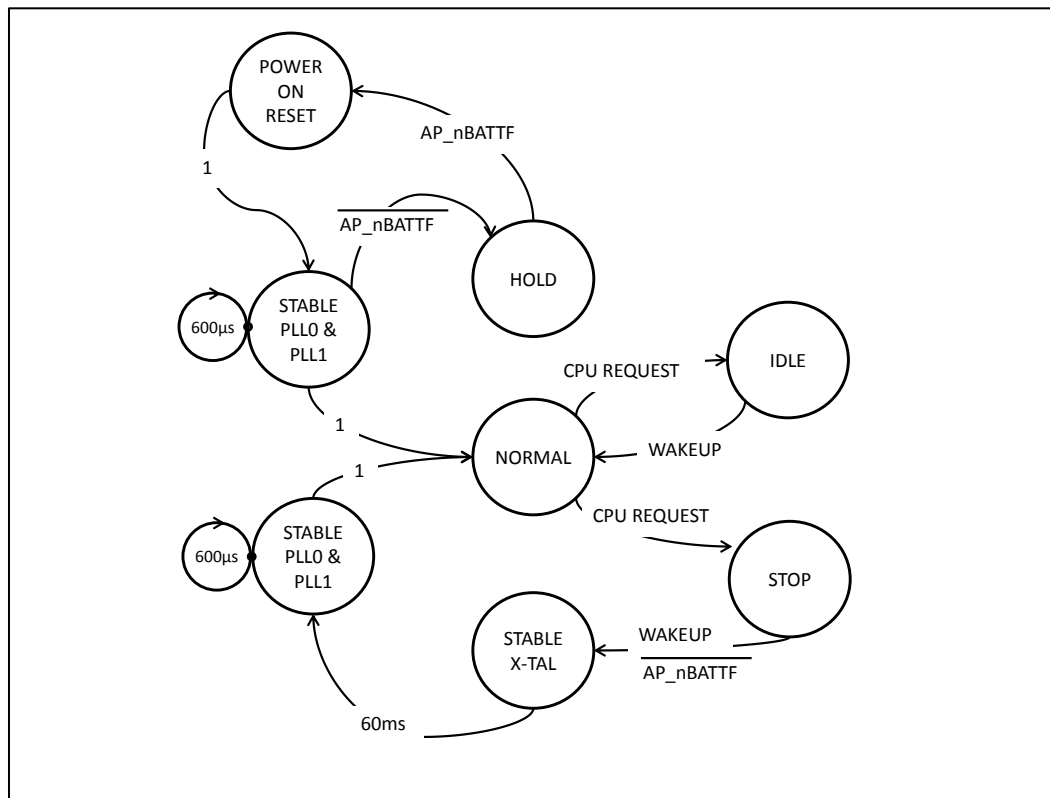 POWER
ON
RESET
AP_nBATTF
1
AP_nBATTF
HOLD
STABLE
PLL0 &
PLL1
600µs
IDLE
CPU REQUEST
1
NORMAL
WAKEUP
1
CPU REQUEST
STABLE
PLL0 &
PLL1
600µs
STOP
STABLE
X-TAL
WAKEUP
AP_nBATTF
60ms